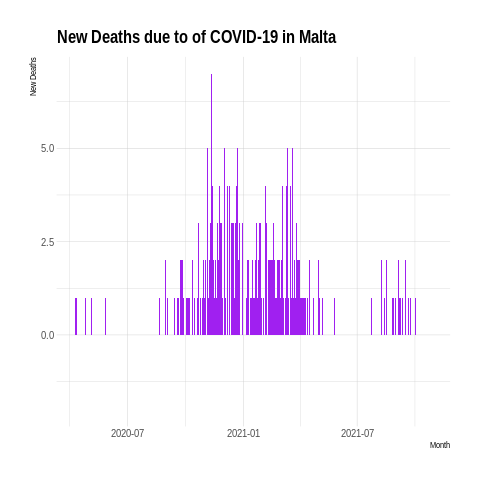 New Deaths due to of COVID-19 in Malta
New Deaths
5.0
2.5
0.0
2020-07
2021-01
2021-07
Month